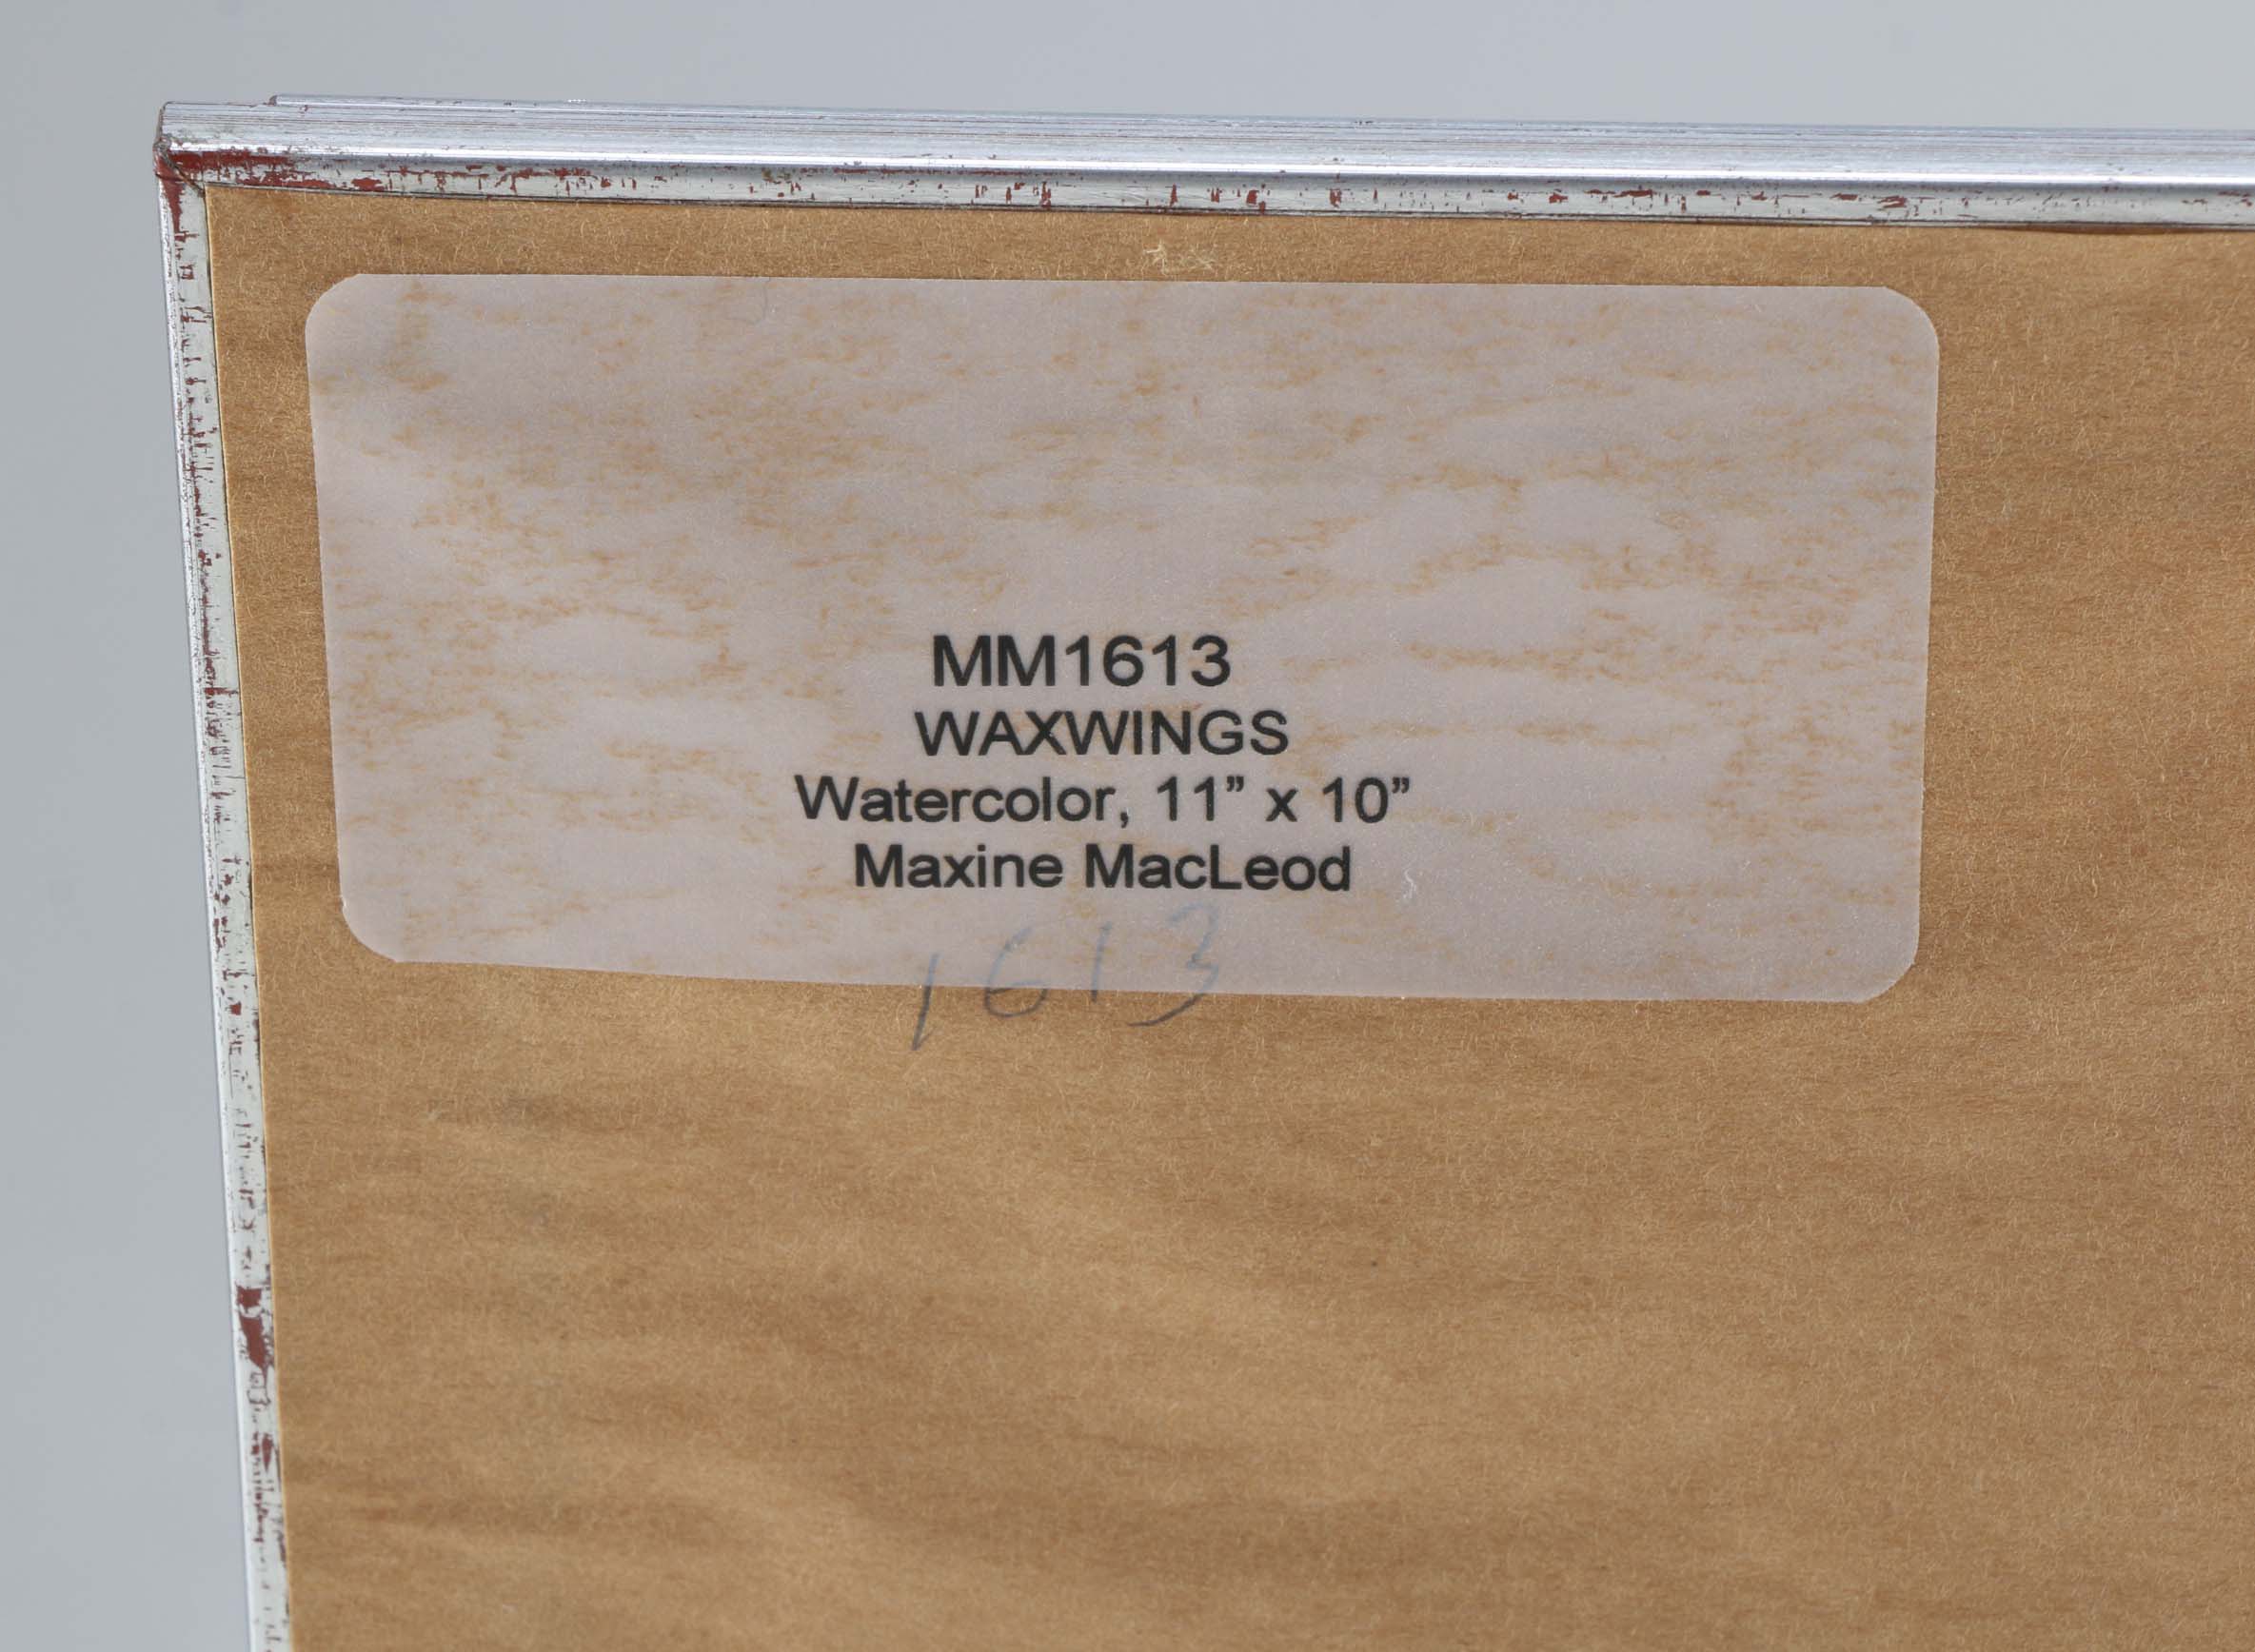 MM1613
WAXWINGS
Watercolor, 11” x 10”
Maxine MacLeod
1613